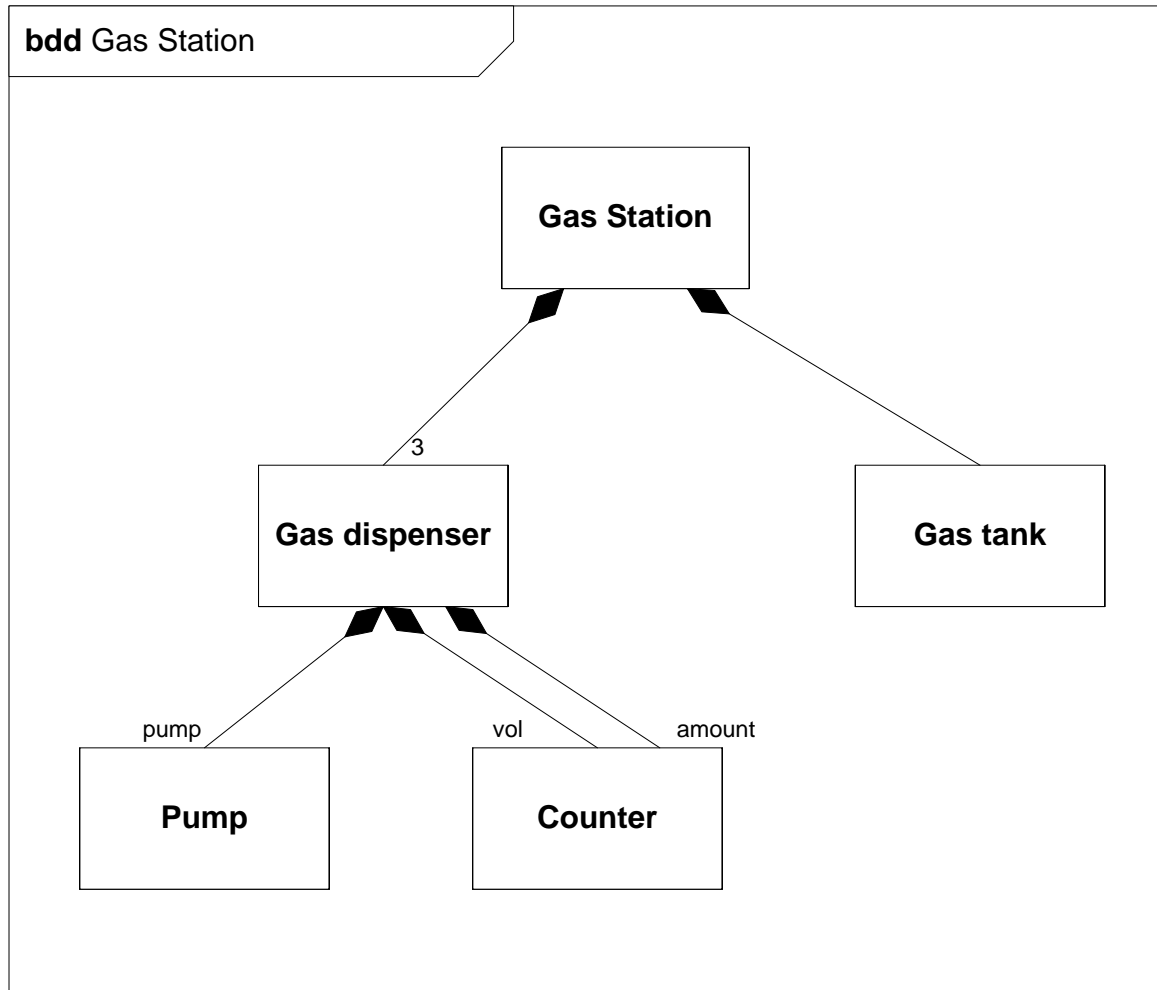 bdd Gas Station
Gas Station
3
Gas dispenser
Gas tank
pump
vol
amount
Pump
Counter